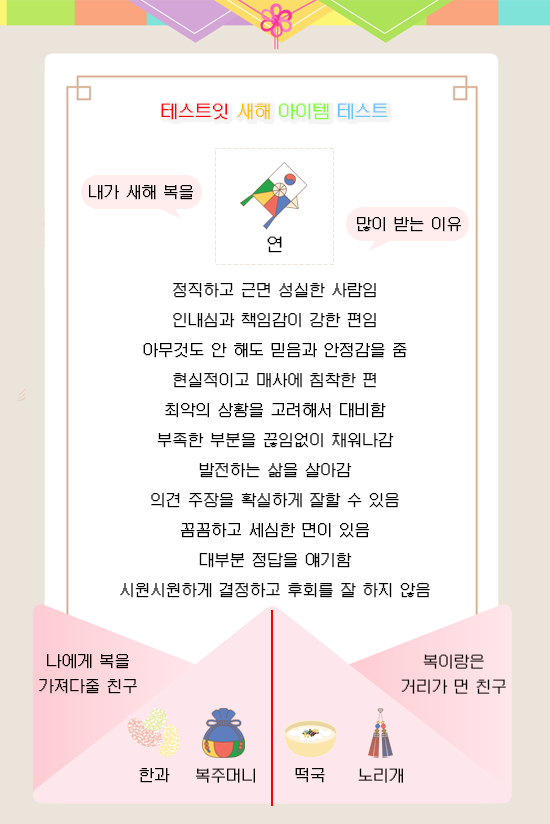 테스트잇 새해 아이템 테스트
내가 새해 복을
많이 받는 이유
연
정직하고 근면 성실한 사람임
인내심과 책임감이 강한 편임
아무것도 안 해도 믿음과 안정감을 줌
현실적이고 매사에 침착한 편
최악의 상황을 고려해서 대비함
부족한 부분을 끊임없이 채워나감
발전하는 삶을 살아감
의견 주장을 확실하게 잘할 수 있음
꼼꼼하고 세심한 면이 있음
대부분 정답을 얘기함
시원시원하게 결정하고 후회를 잘 하지 않음
나에게 복을
가져다줄 친구
한과 복주머니
복이랑은
거리가 먼 친구
떡국 노리개